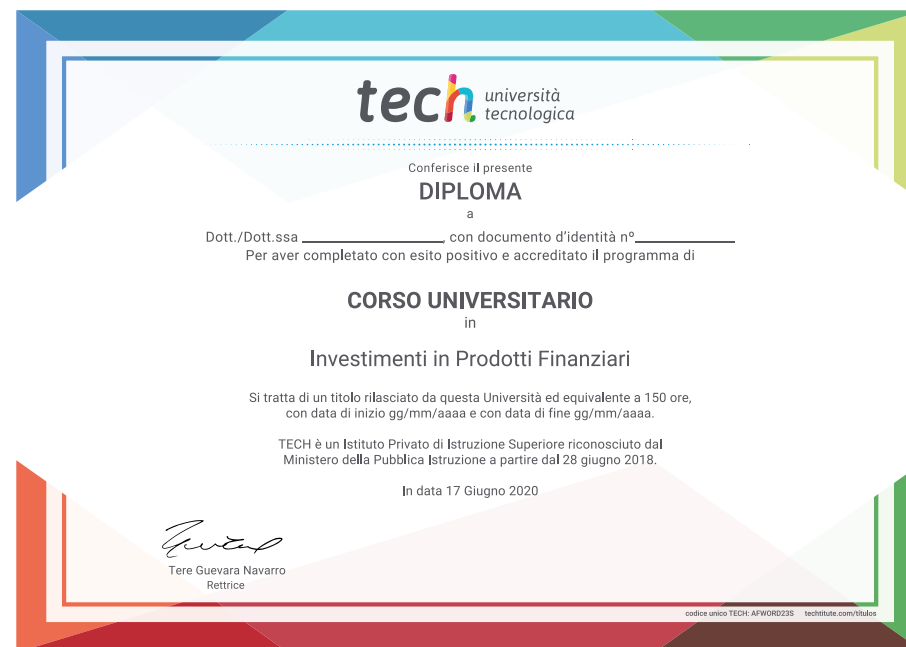 tech università
tecnologica
Conferisce il presente
DIPLOMA
a
Dott./Dott.ssa ________________, con documento d'identità nº____________
Per aver completato con esito positivo e accreditato il programma di
CORSO UNIVERSITARIO
in
Investimenti in Prodotti Finanziari
Si tratta di un titolo rilasciato da questa Università ed equivalente a 150 ore,
con data di inizio gg/mm/aaaa e con data di fine gg/mm/aaaa.
TECH è un Istituto Privato di Istruzione Superiore riconosciuto dal
Ministero della Pubblica Istruzione a partire dal 28 giugno 2018.
In data 17 Giugno 2020
Tere Guevara Navarro
Rettrice
codice unico TECH: AFWORD23S techtitute.com/titulos